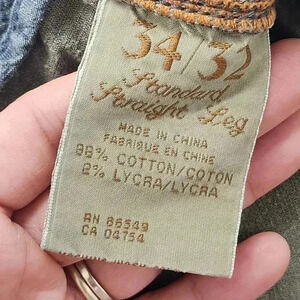 34/32
Standard
Straight Leg
MADE IN CHINA
FABRIQUE EN CHINE
98% COTTON/COTON
2% LYCRA/LYCRA
RN 86549
CA 04754